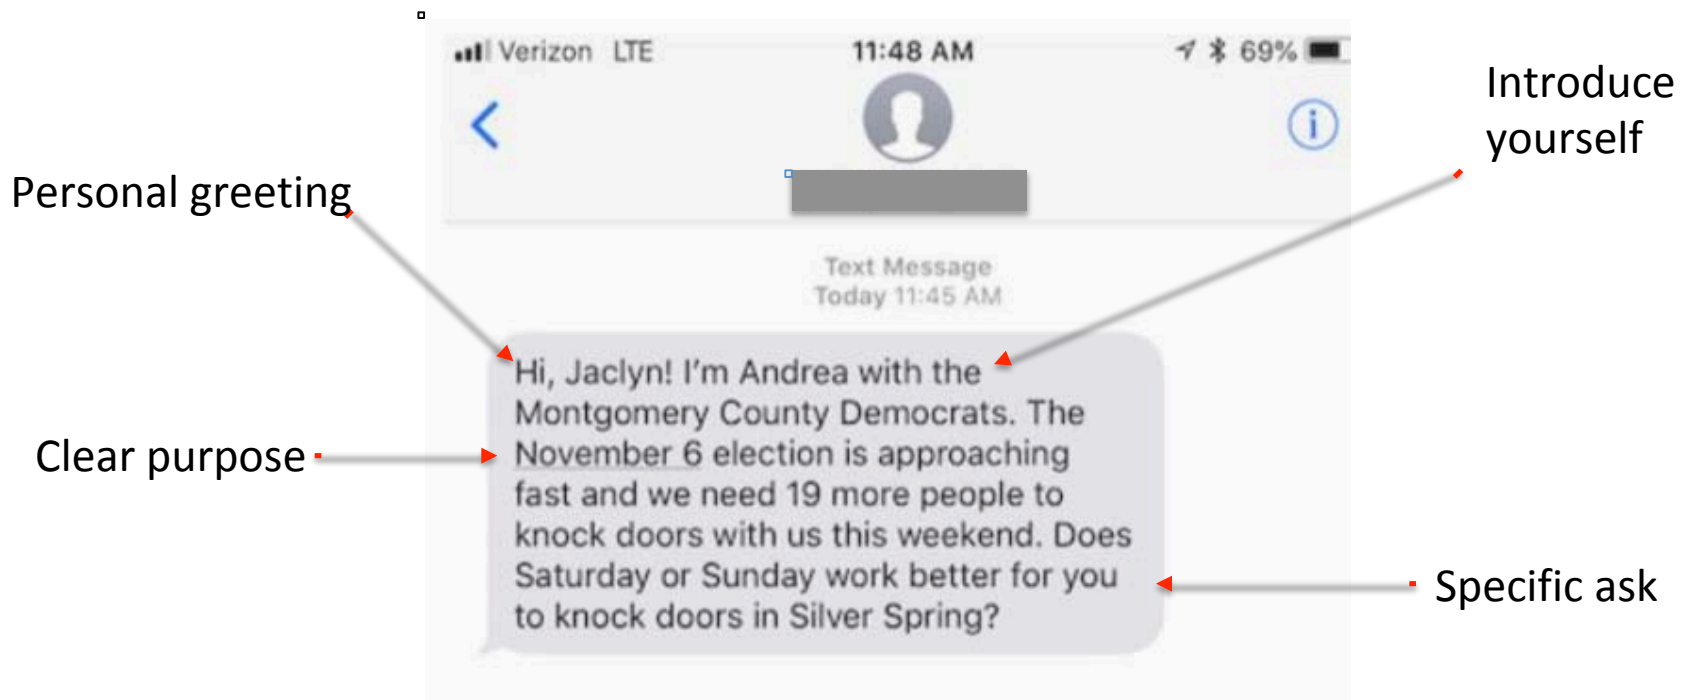 Verizon LTE 11:48 AM 69%
Introduce
yourself
Personal greeting
Text Message
Today 11:45 AM
Hi, Jaclyn! I'm Andrea with the
Montgomery County Democrats. The
November 6 election is approaching
fast and we need 19 more people to
knock doors with us this weekend. Does
Saturday or Sunday work better for you
to knock doors in Silver Spring?
Clear purpose
Specific ask